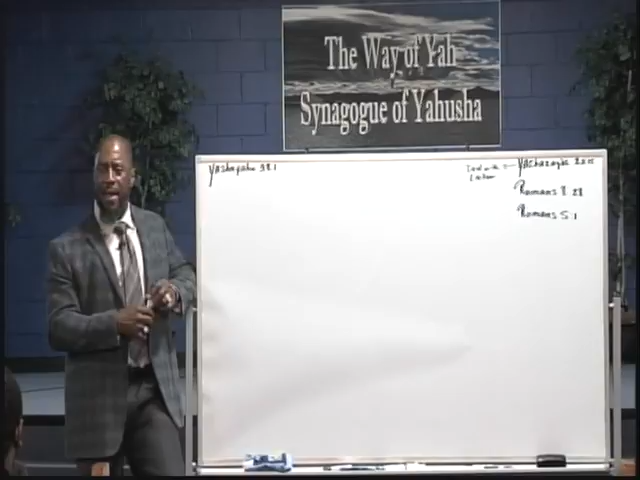 The Way of Yah
Synagogue of Yahusha
Yashayahu 38:1
Romans 8:28
Romans 5:1